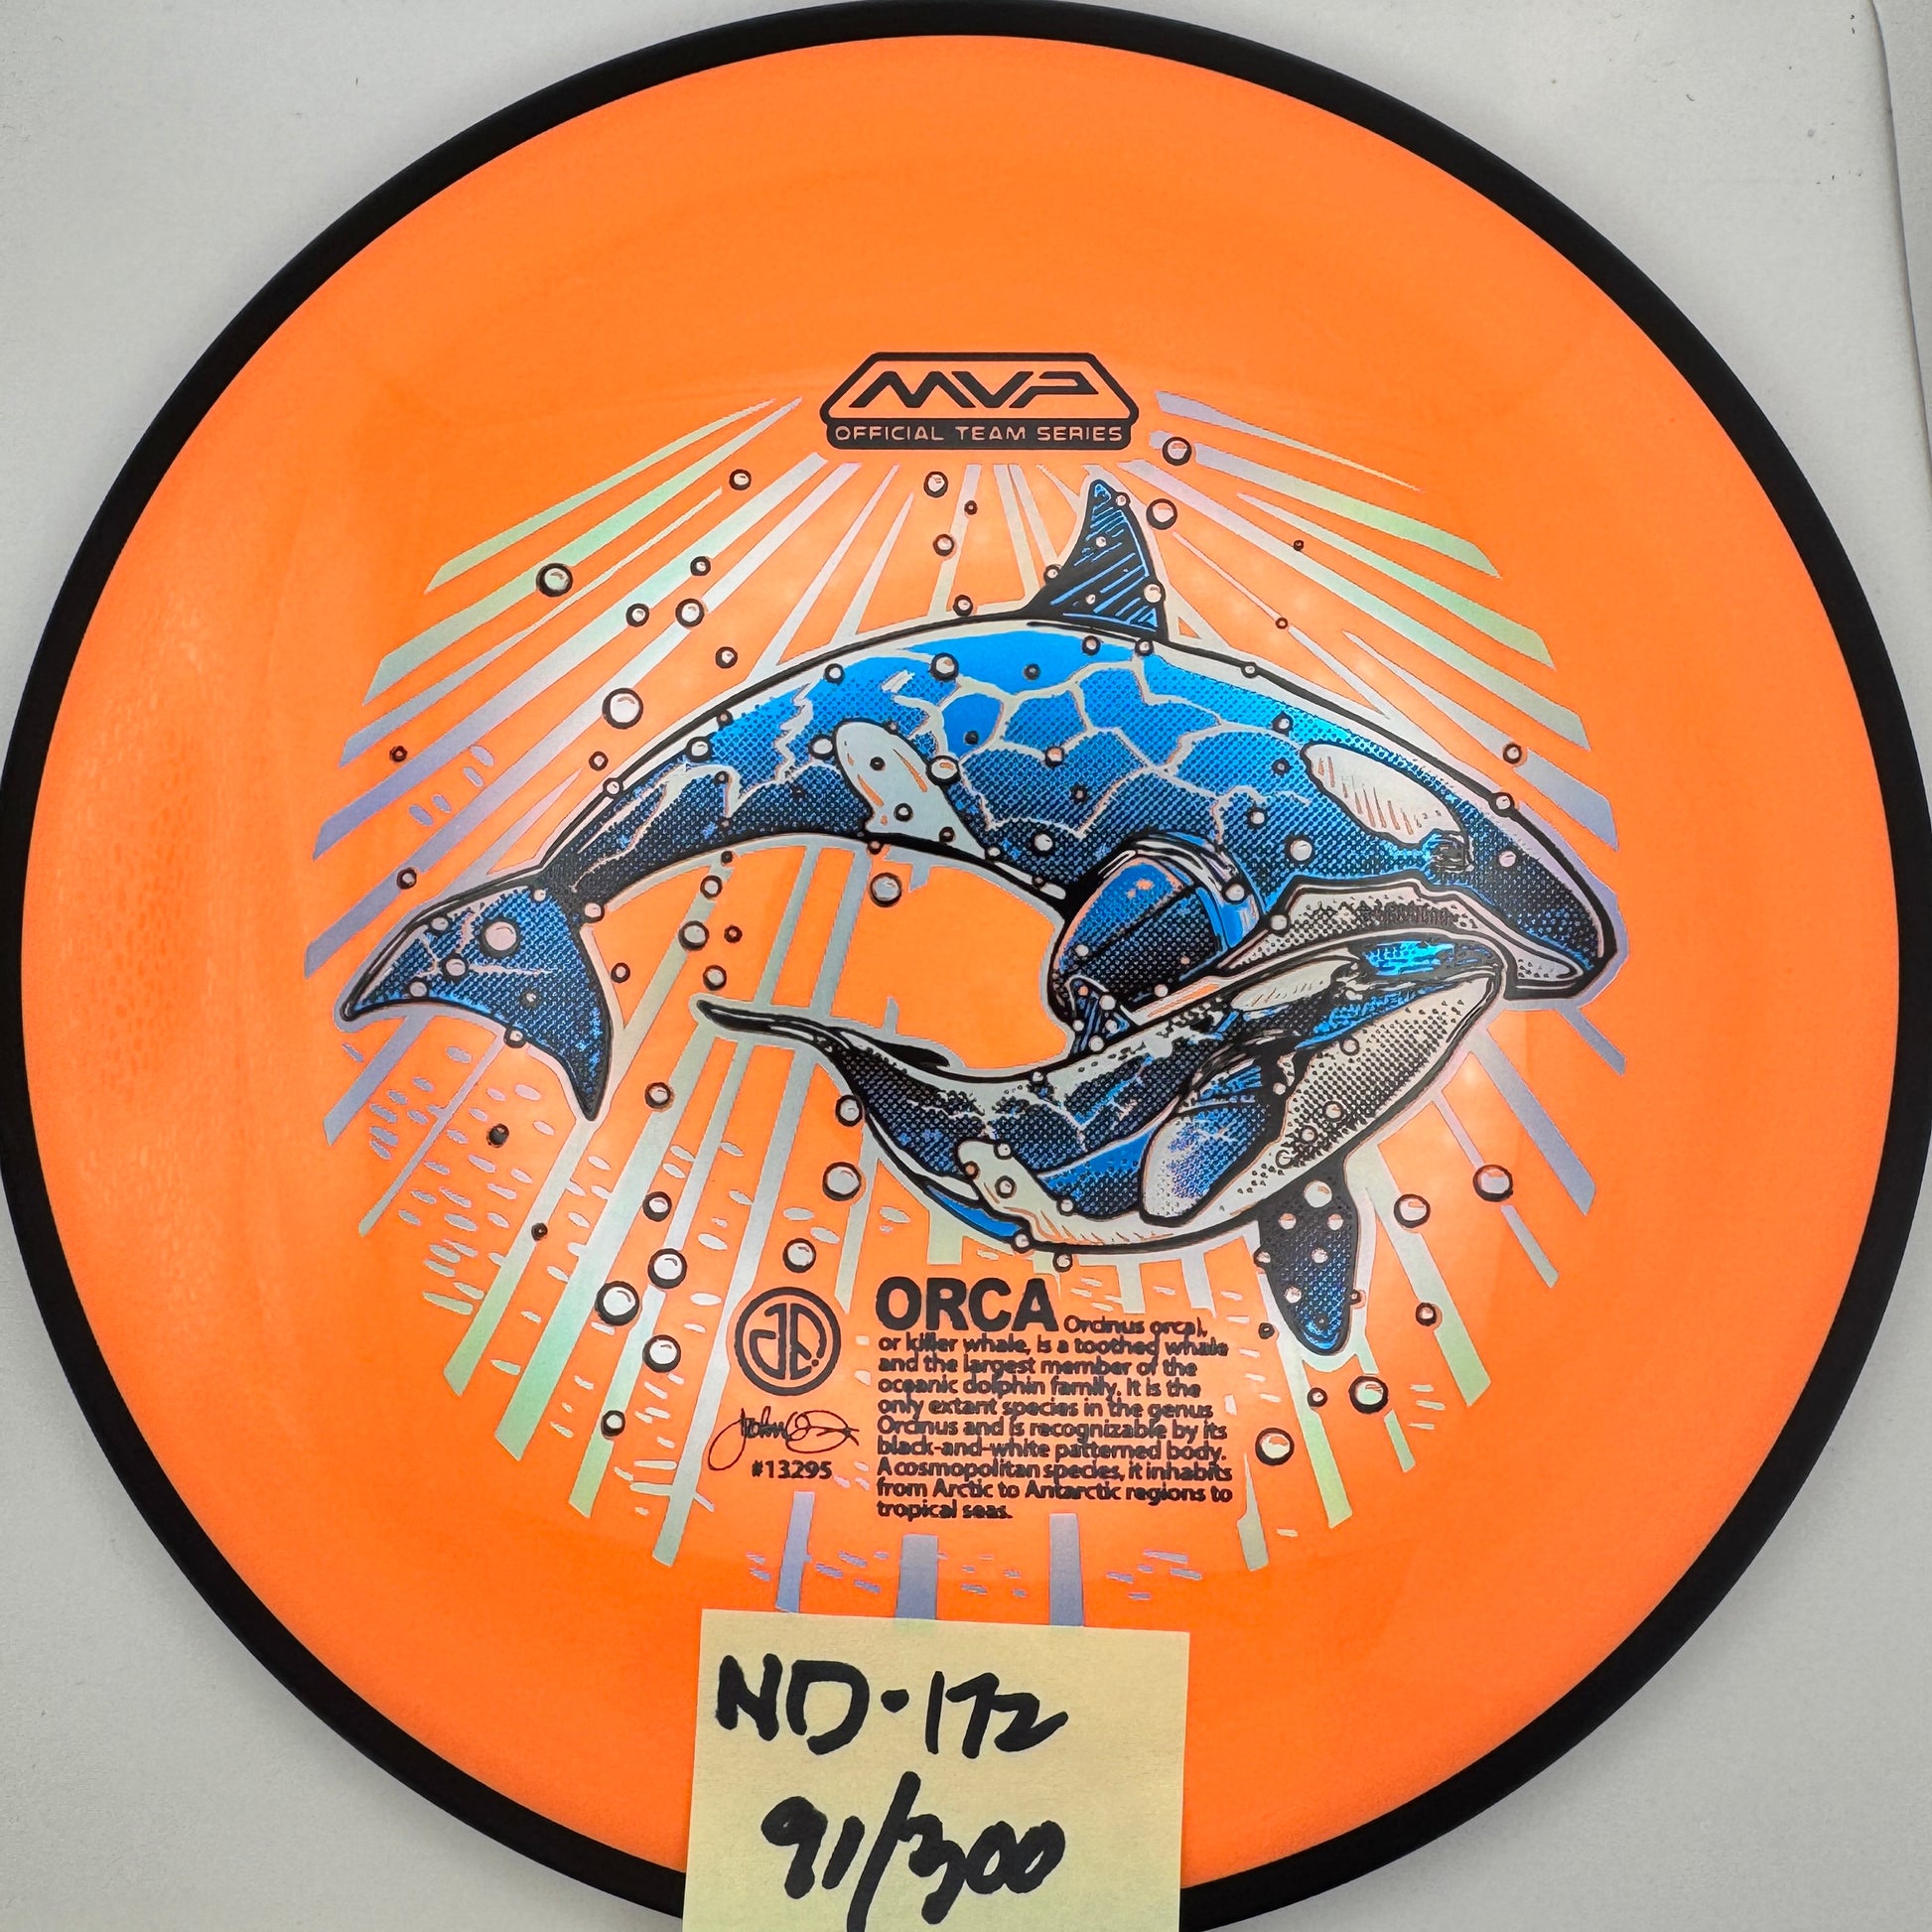 MVP
OFFICIAL TEAM SERIES
ORCA Orcinus orca),
or killer whale, is a toothed whale
and the largest member of the
oceanic dolphin family. It is the
only extant species in the genus
Orcinus and is recognizable by its
black-and-white patterned body.
A cosmopolitan species, it inhabits
from Arctic to Antarctic regions to
tropical seas.
John
#13295
ND·172
91/300